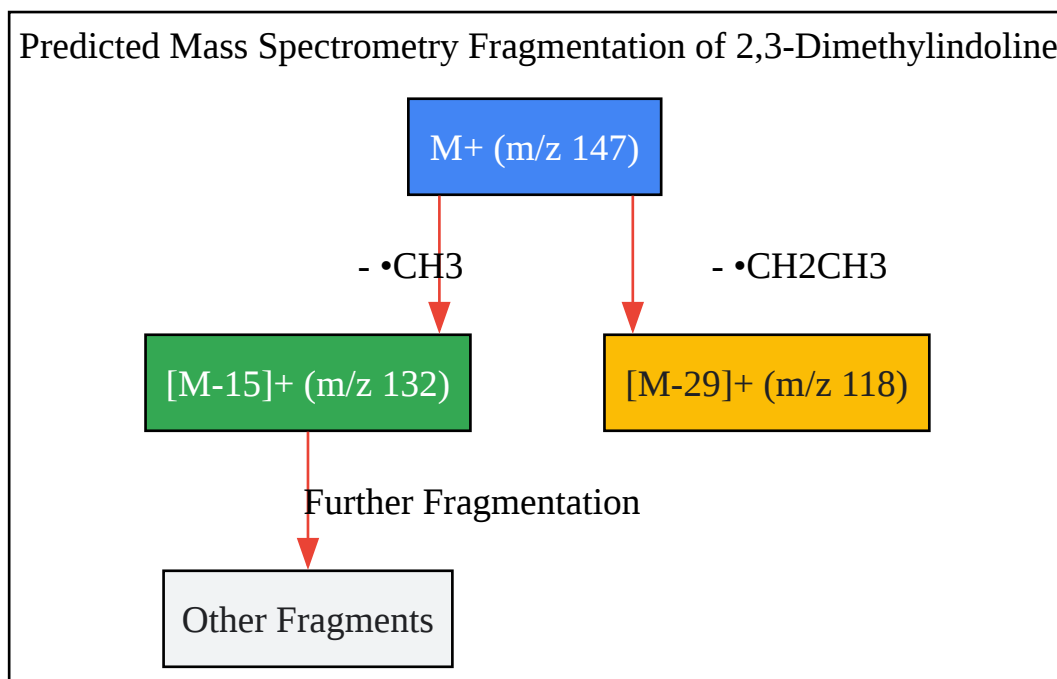 Predicted Mass Spectrometry Fragmentation of 2,3-Dimethylindoline
M+ (m/z 147)
- •CH3
- •CH2CH3
[M-15]+ (m/z 132)
[M-29]+ (m/z 118)
Further Fragmentation
Other Fragments